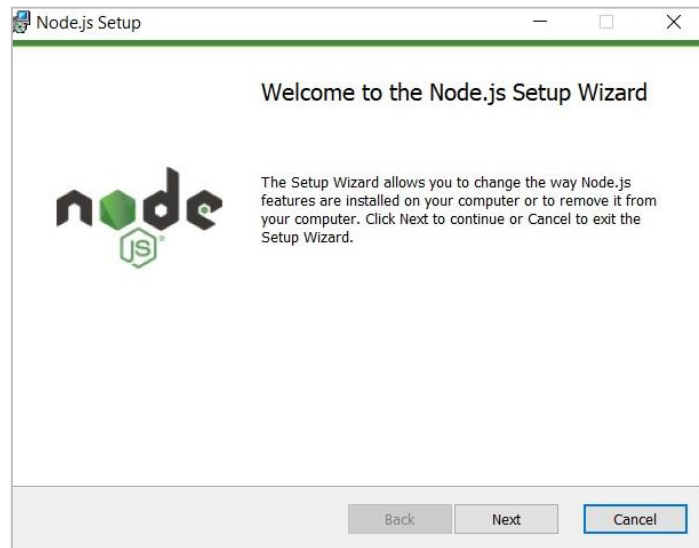 Node.js Setup
Welcome to the Node.js Setup Wizard
The Setup Wizard allows you to change the way Node.js
features are installed on your computer or to remove it from
your computer. Click Next to continue or Cancel to exit the
Setup Wizard.
node
JS
Back
Next
Cancel